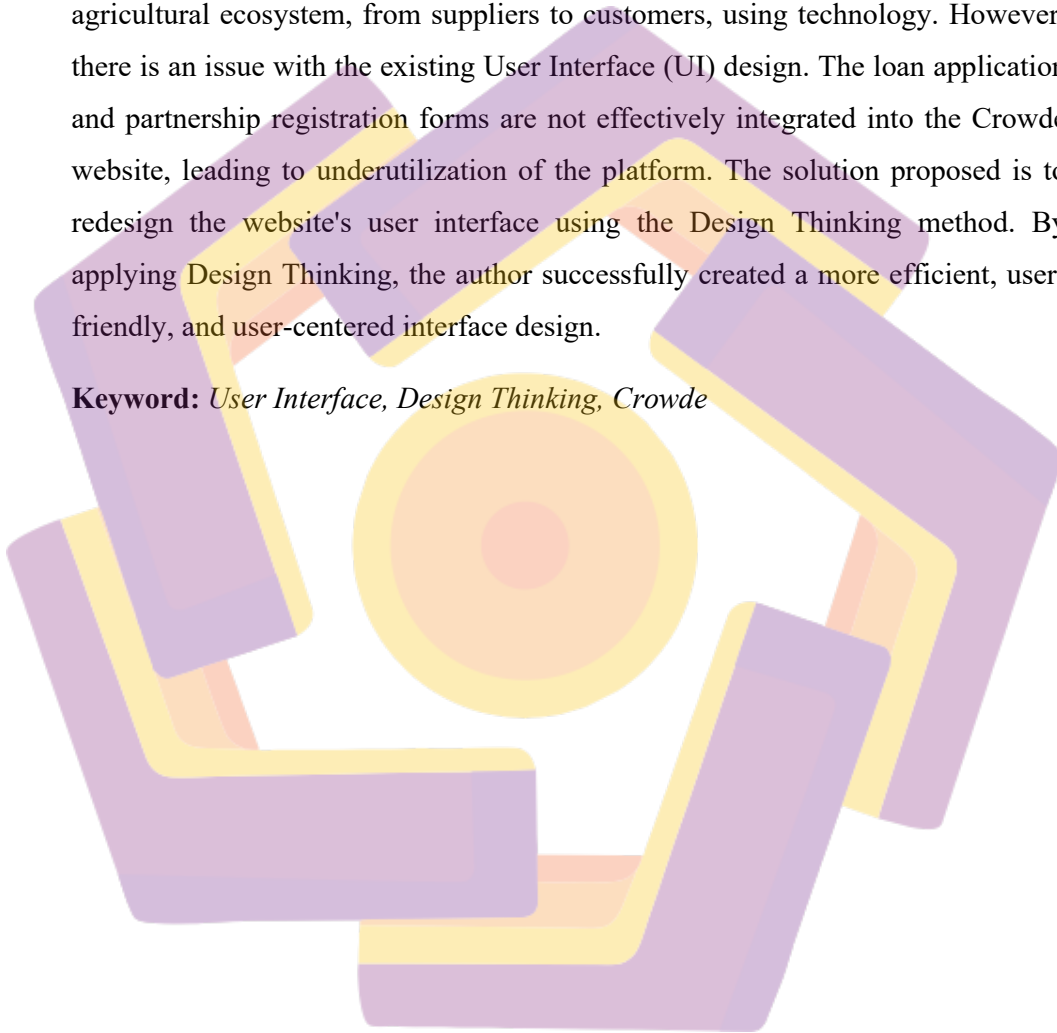 agricultural ecosystem, from suppliers to customers, using technology. However
there is an issue with the existing User Interface (UI) design. The loan application
and partnership registration forms are not effectively integrated into the Crowde
website, leading to underutilization of the platform. The solution proposed is to
redesign the website's user interface using the Design Thinking method. By
applying Design Thinking, the author successfully created a more efficient, user
friendly, and user-centered interface design.
Keyword: User Interface, Design Thinking, Crowde